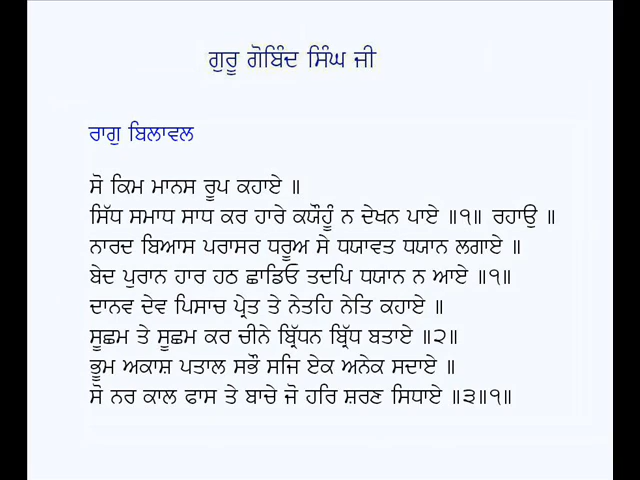 ਗੁਰੂ ਗੋਬਿੰਦ ਸਿੰਘ ਜੀ
ਰਾਗੁ ਬਿਲਾਵਲ
ਸੋ ਕਿਮ ਮਾਨਸ ਰੂਪ ਕਹਾਏ ॥
ਸਿੱਧ ਸਮਾਧ ਸਾਧ ਕਰ ਹਾਰੇ ਕਯੌਹੂੰ ਨ ਦੇਖਨ ਪਾਏ ॥੧॥ ਰਹਾਉ ॥
ਨਾਰਦ ਬਿਆਸ ਪਰਾਸਰ ਧਰੂਅ ਸੇ ਧਯਾਵਤ ਧਯਾਨ ਲਗਾਏ ॥
ਬੇਦ ਪੁਰਾਨ ਹਾਰ ਹਠ ਛਾਡਿਓ ਤਦਪਿ ਧਯਾਨ ਨ ਆਏ ॥੧॥
ਦਾਨਵ ਦੇਵ ਪਿਸਾਚ ਪ੍ਰੇਤ ਤੇ ਨੇਤਹਿ ਨੇਤਿ ਕਹਾਏ ॥
ਸੂਛਮ ਤੇ ਸੂਛਮ ਕਰ ਚੀਨੇ ਬ੍ਰਿੱਧਨ ਬ੍ਰਿੱਧ ਬਤਾਏ ॥੨॥
ਭੂਮ ਅਕਾਸ਼ ਪਤਾਲ ਸਭੌ ਸਜਿ ਏਕ ਅਨੇਕ ਸਦਾਏ ॥
ਸੋ ਨਰ ਕਾਲ ਫਾਸ ਤੇ ਬਾਚੇ ਜੋ ਹਰਿ ਸ਼ਰਣ ਸਿਧਾਏ ॥੩॥੧॥